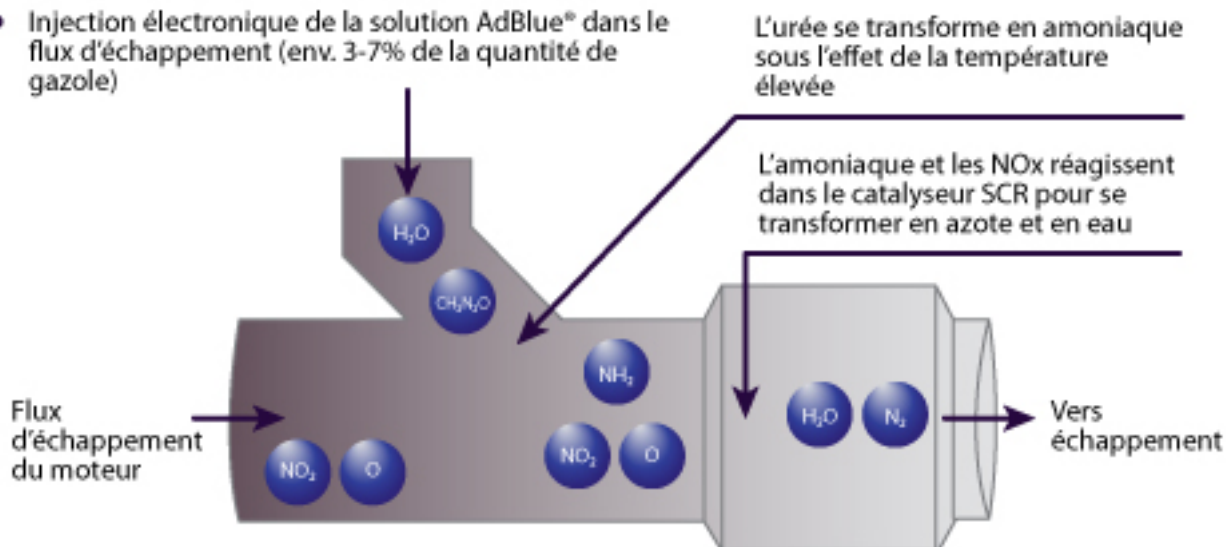 Injection électronique de la solution AdBlue® dans le
flux d'échappement (env. 3-7% de la quantité de
gazole)
L'urée se transforme en amoniaque
sous l'effet de la température
élevée
L'amoniaque et les NOx réagissent
dans le catalyseur SCR pour se
transformer en azote et en eau
H₂O
NH₃
Flux
d'échappement
du moteur
NO₂
O
NO₂
O
H₂O
N₂
Vers
échappement